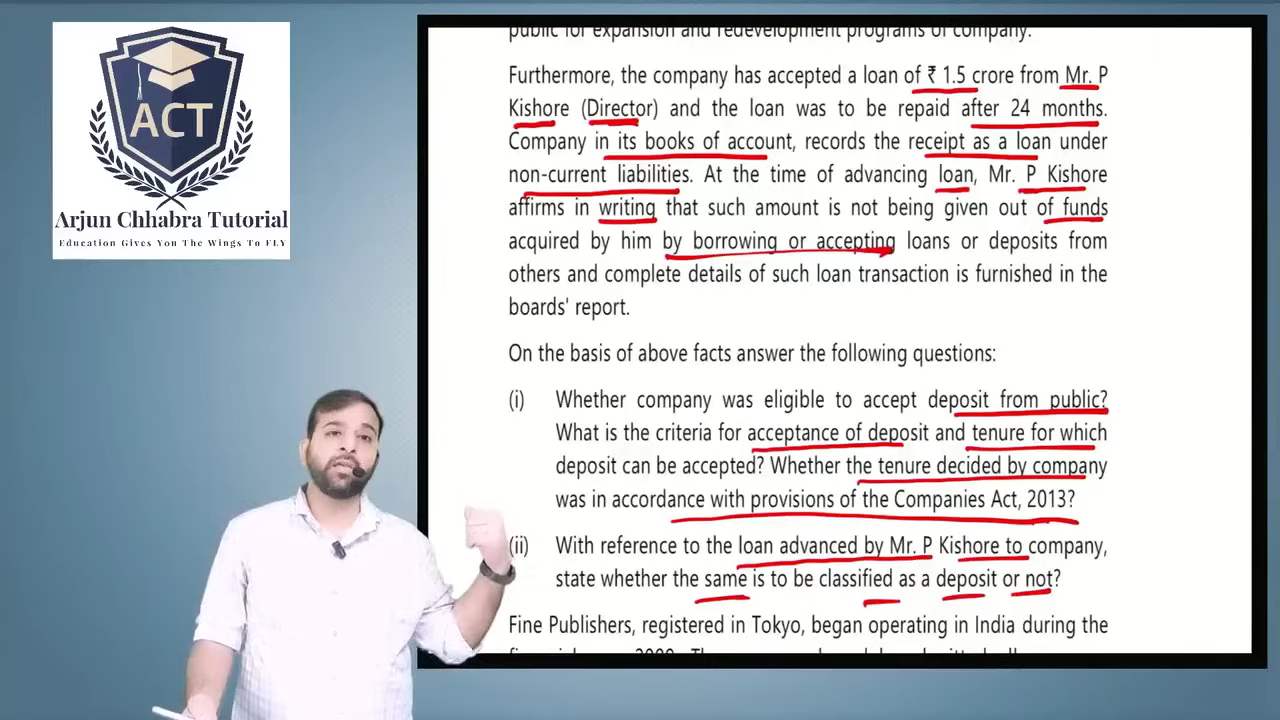 ACT
Arjun Chhabra Tutorial
Education Gives You The Wings To FLY
public for expansion and redevelopment programs of company.
Furthermore, the company has accepted a loan of ₹ 1.5 crore from Mr. P
Kishore (Director) and the loan was to be repaid after 24 months.
Company in its books of account, records the receipt as a loan under
non-current liabilities. At the time of advancing loan, Mr. P Kishore
affirms in writing that such amount is not being given out of funds
acquired by him by borrowing or accepting loans or deposits from
others and complete details of such loan transaction is furnished in the
boards' report.
On the basis of above facts answer the following questions:
(i) Whether company was eligible to accept deposit from public?
What is the criteria for acceptance of deposit and tenure for which
deposit can be accepted? Whether the tenure decided by company
was in accordance with provisions of the Companies Act, 2013?
(ii) With reference to the loan advanced by Mr. P Kishore to company,
state whether the same is to be classified as a deposit or not?
Fine Publishers, registered in Tokyo, began operating in India during the